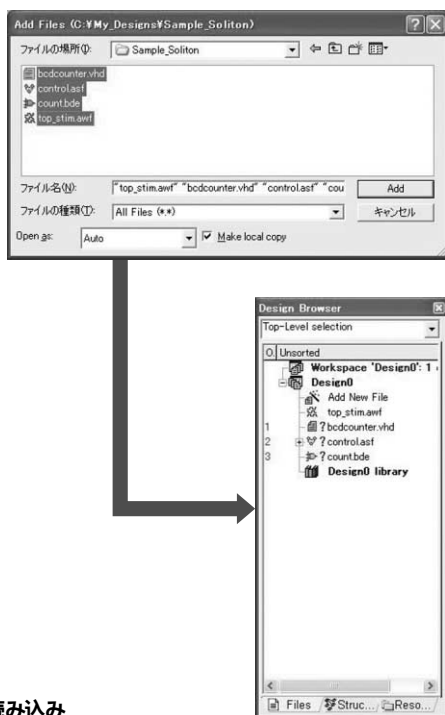 Add Files (C:¥My_Designs¥Sample_Soliton)
ファイルの場所(I):
Sample_Soliton
bcdcounter.vhd
control.asf
count.bde
top_stim.awf
ファイル名(N):
"top_stim.awf" "bcdcounter.vhd" "control.asf" "cou
Add
ファイルの種類(T):
All Files (*.*)
キャンセル
Open as:
Auto
Make local copy
Design Browser
Top-Level selection
O. Unsorted
Workspace 'Design0': 1
Design0
Add New File
top_stim.awf
1 ? bcdcounter.vhd
2 ? control.asf
3 ? count.bde
Design0 library
Files
Struc...
Reso...
み込み